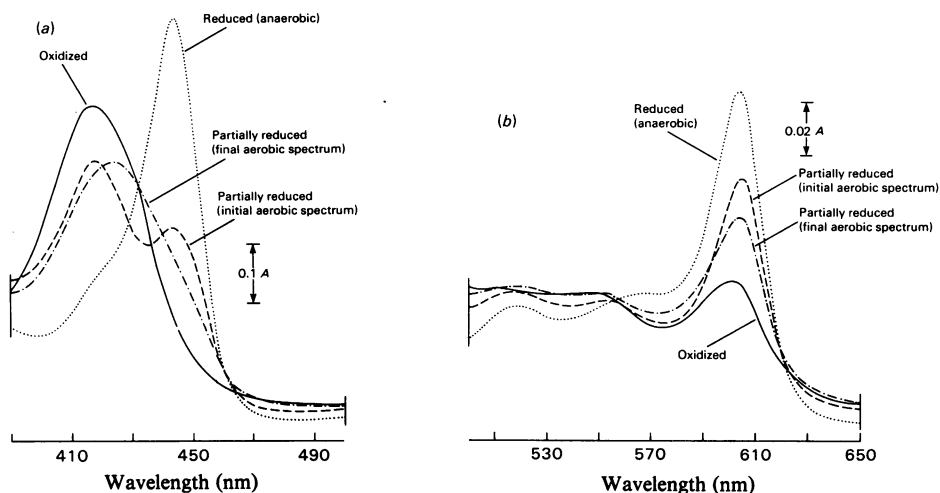 (a)
Reduced (anaerobic)
Oxidized
Partially reduced
(final aerobic spectrum)
Partially reduced
(initial aerobic spectrum)
0.1 A
410
450
490
Wavelength (nm)
(b)
Reduced
(anaerobic)
0.02 A
Partially reduced
(initial aerobic spectrum)
Partially reduced
(final aerobic spectrum)
Oxidized
530
570
610
650
Wavelength (nm)